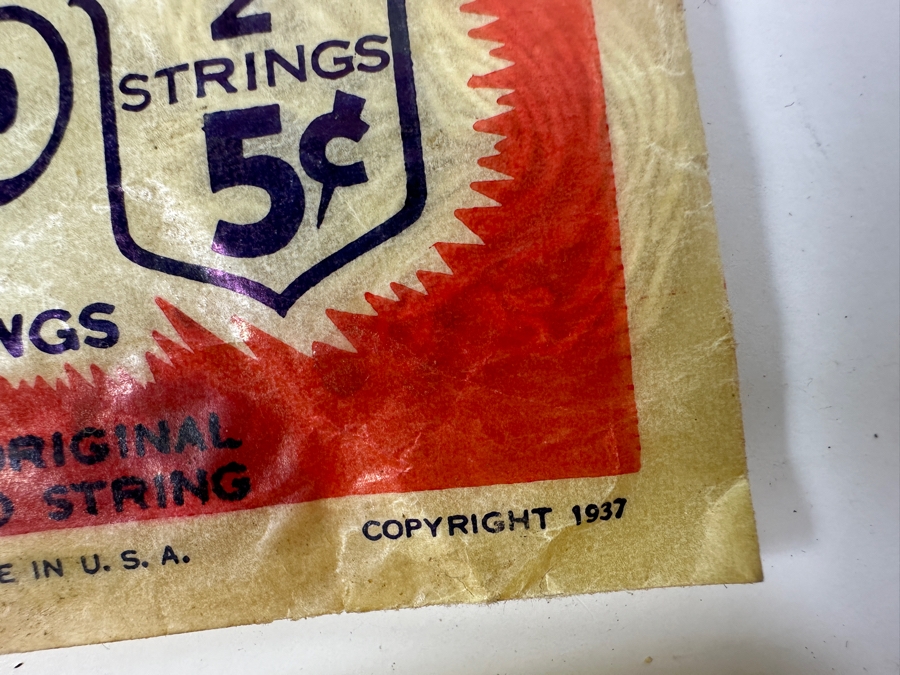 2
STRINGS
5¢
NGS
ORIGINAL
STRING
IN U. S. A.
COPYRIGHT 1937